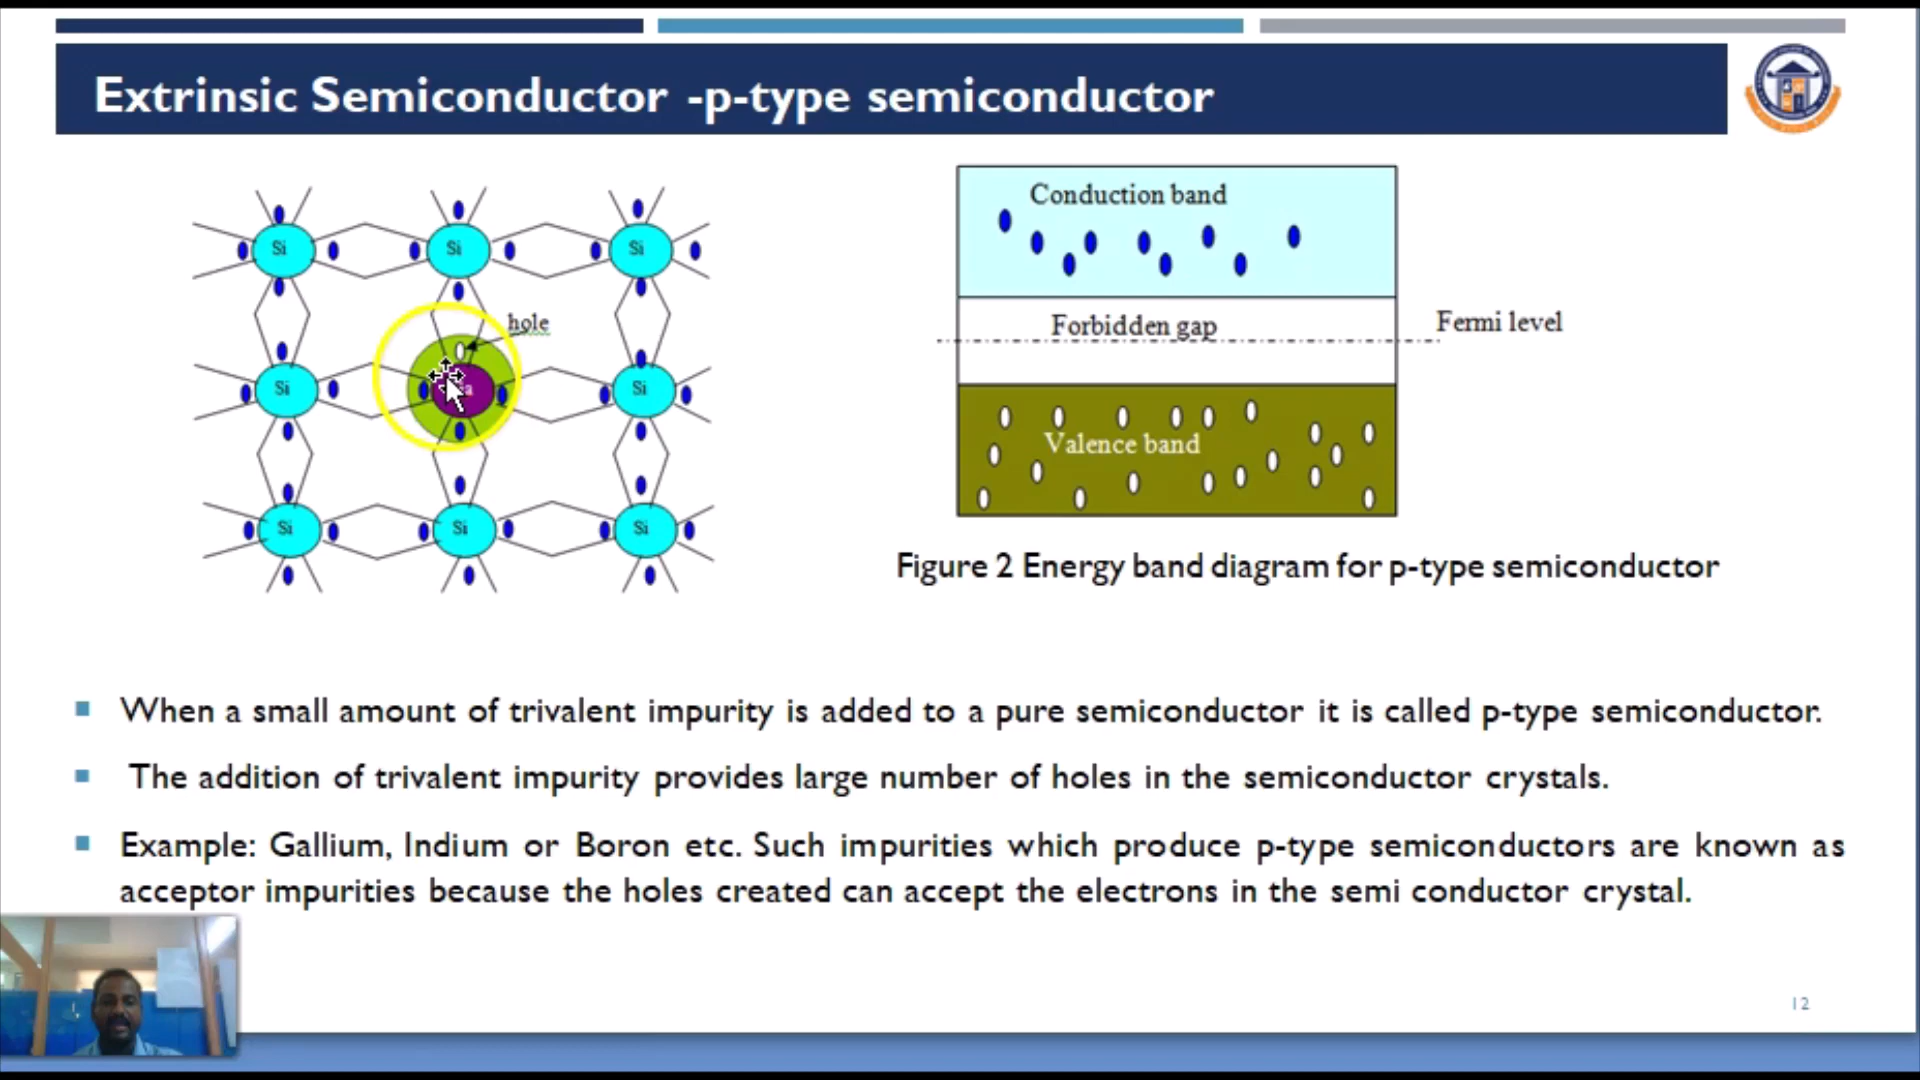 Extrinsic Semiconductor -p-type semiconductor
Si Si Si
hole
Si Si
Si Si Si
Conduction band
Forbidden gap
Fermi level
Valence band
Figure 2 Energy band diagram for p-type semiconductor
When a small amount of trivalent impurity is added to a pure semiconductor it is called p-type semiconductor.
The addition of trivalent impurity provides large number of holes in the semiconductor crystals.
Example: Gallium, Indium or Boron etc. Such impurities which produce p-type semiconductors are known as
acceptor impurities because the holes created can accept the electrons in the semi conductor crystal.
12